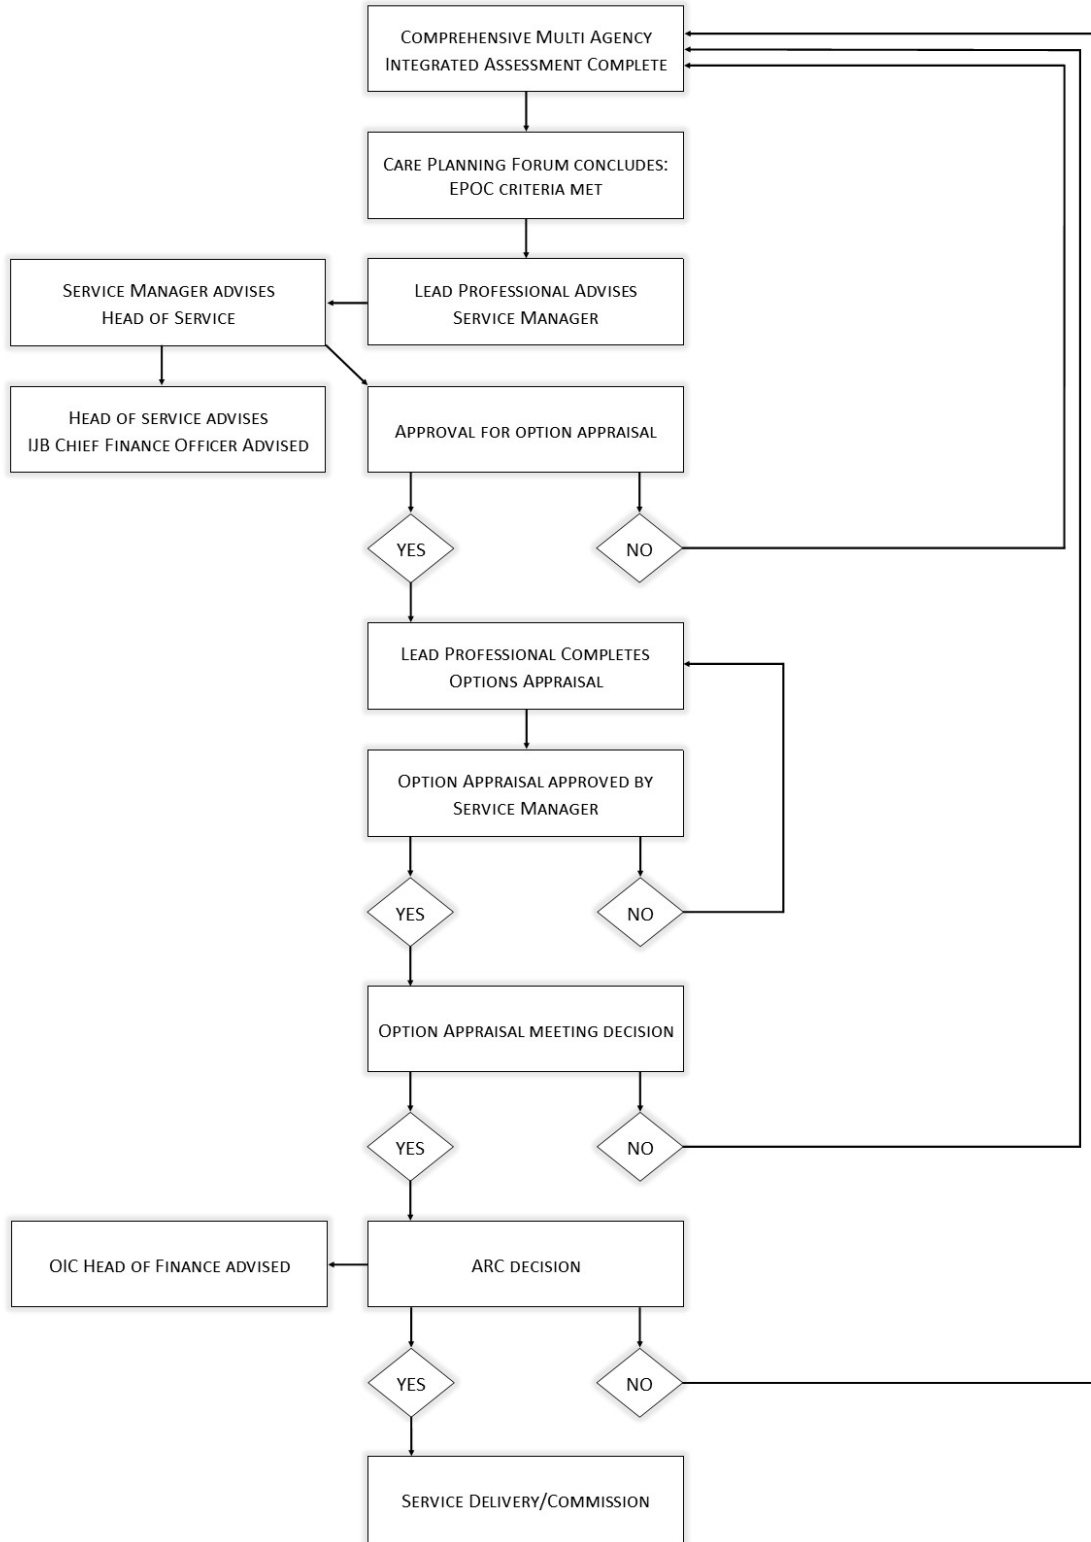 Comprehensive Multi Agency
Integrated Assessment Complete
Care Planning Forum concludes:
EPOC criteria met
Service Manager advises
Head of Service
Lead Professional Advises
Service Manager
Head of service advises
IJB Chief Finance Officer Advised
Approval for option appraisal
YES
NO
Lead Professional Completes
Options Appraisal
Option Appraisal approved by
Service Manager
YES
NO
Option Appraisal meeting decision
YES
NO
OIC Head of Finance advised
ARC decision
YES
NO
Service Delivery/Commission